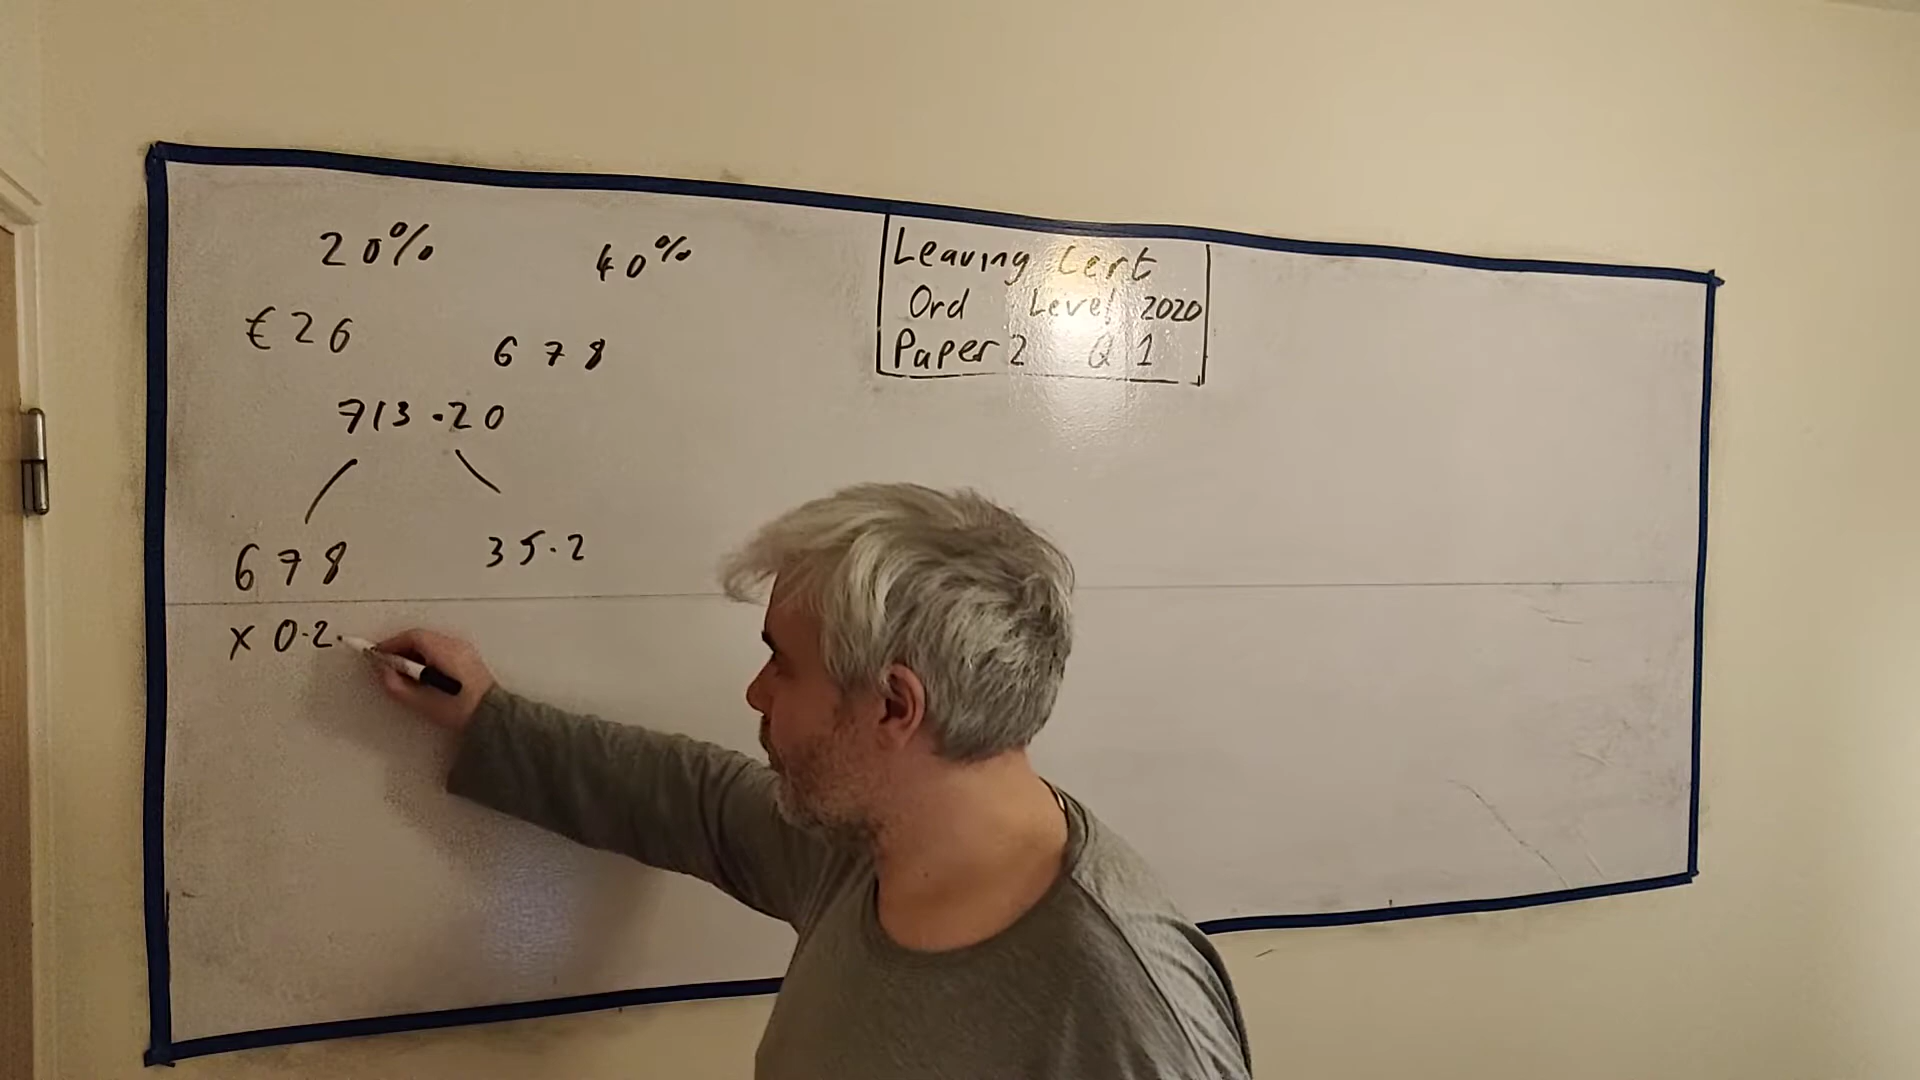 20% 40%
€26
678
713.20
678 35.2
x 0.2
Leaving Cert
Ord Level 2020
Paper 2 Q 1